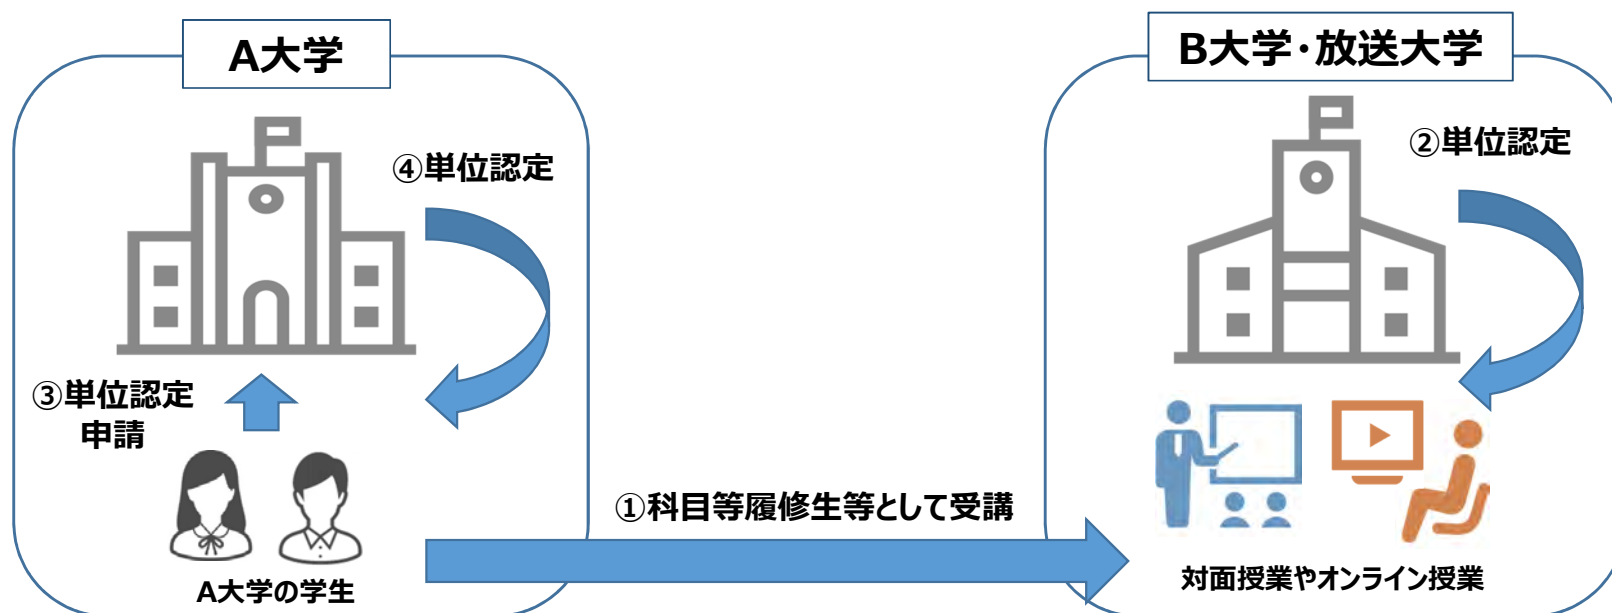 A大学
B大学・放送大学
④単位認定
②単位認定
③単位認定
申請
①科目等履修生等として受講
A大学の学生
対面授業やオンライン授業